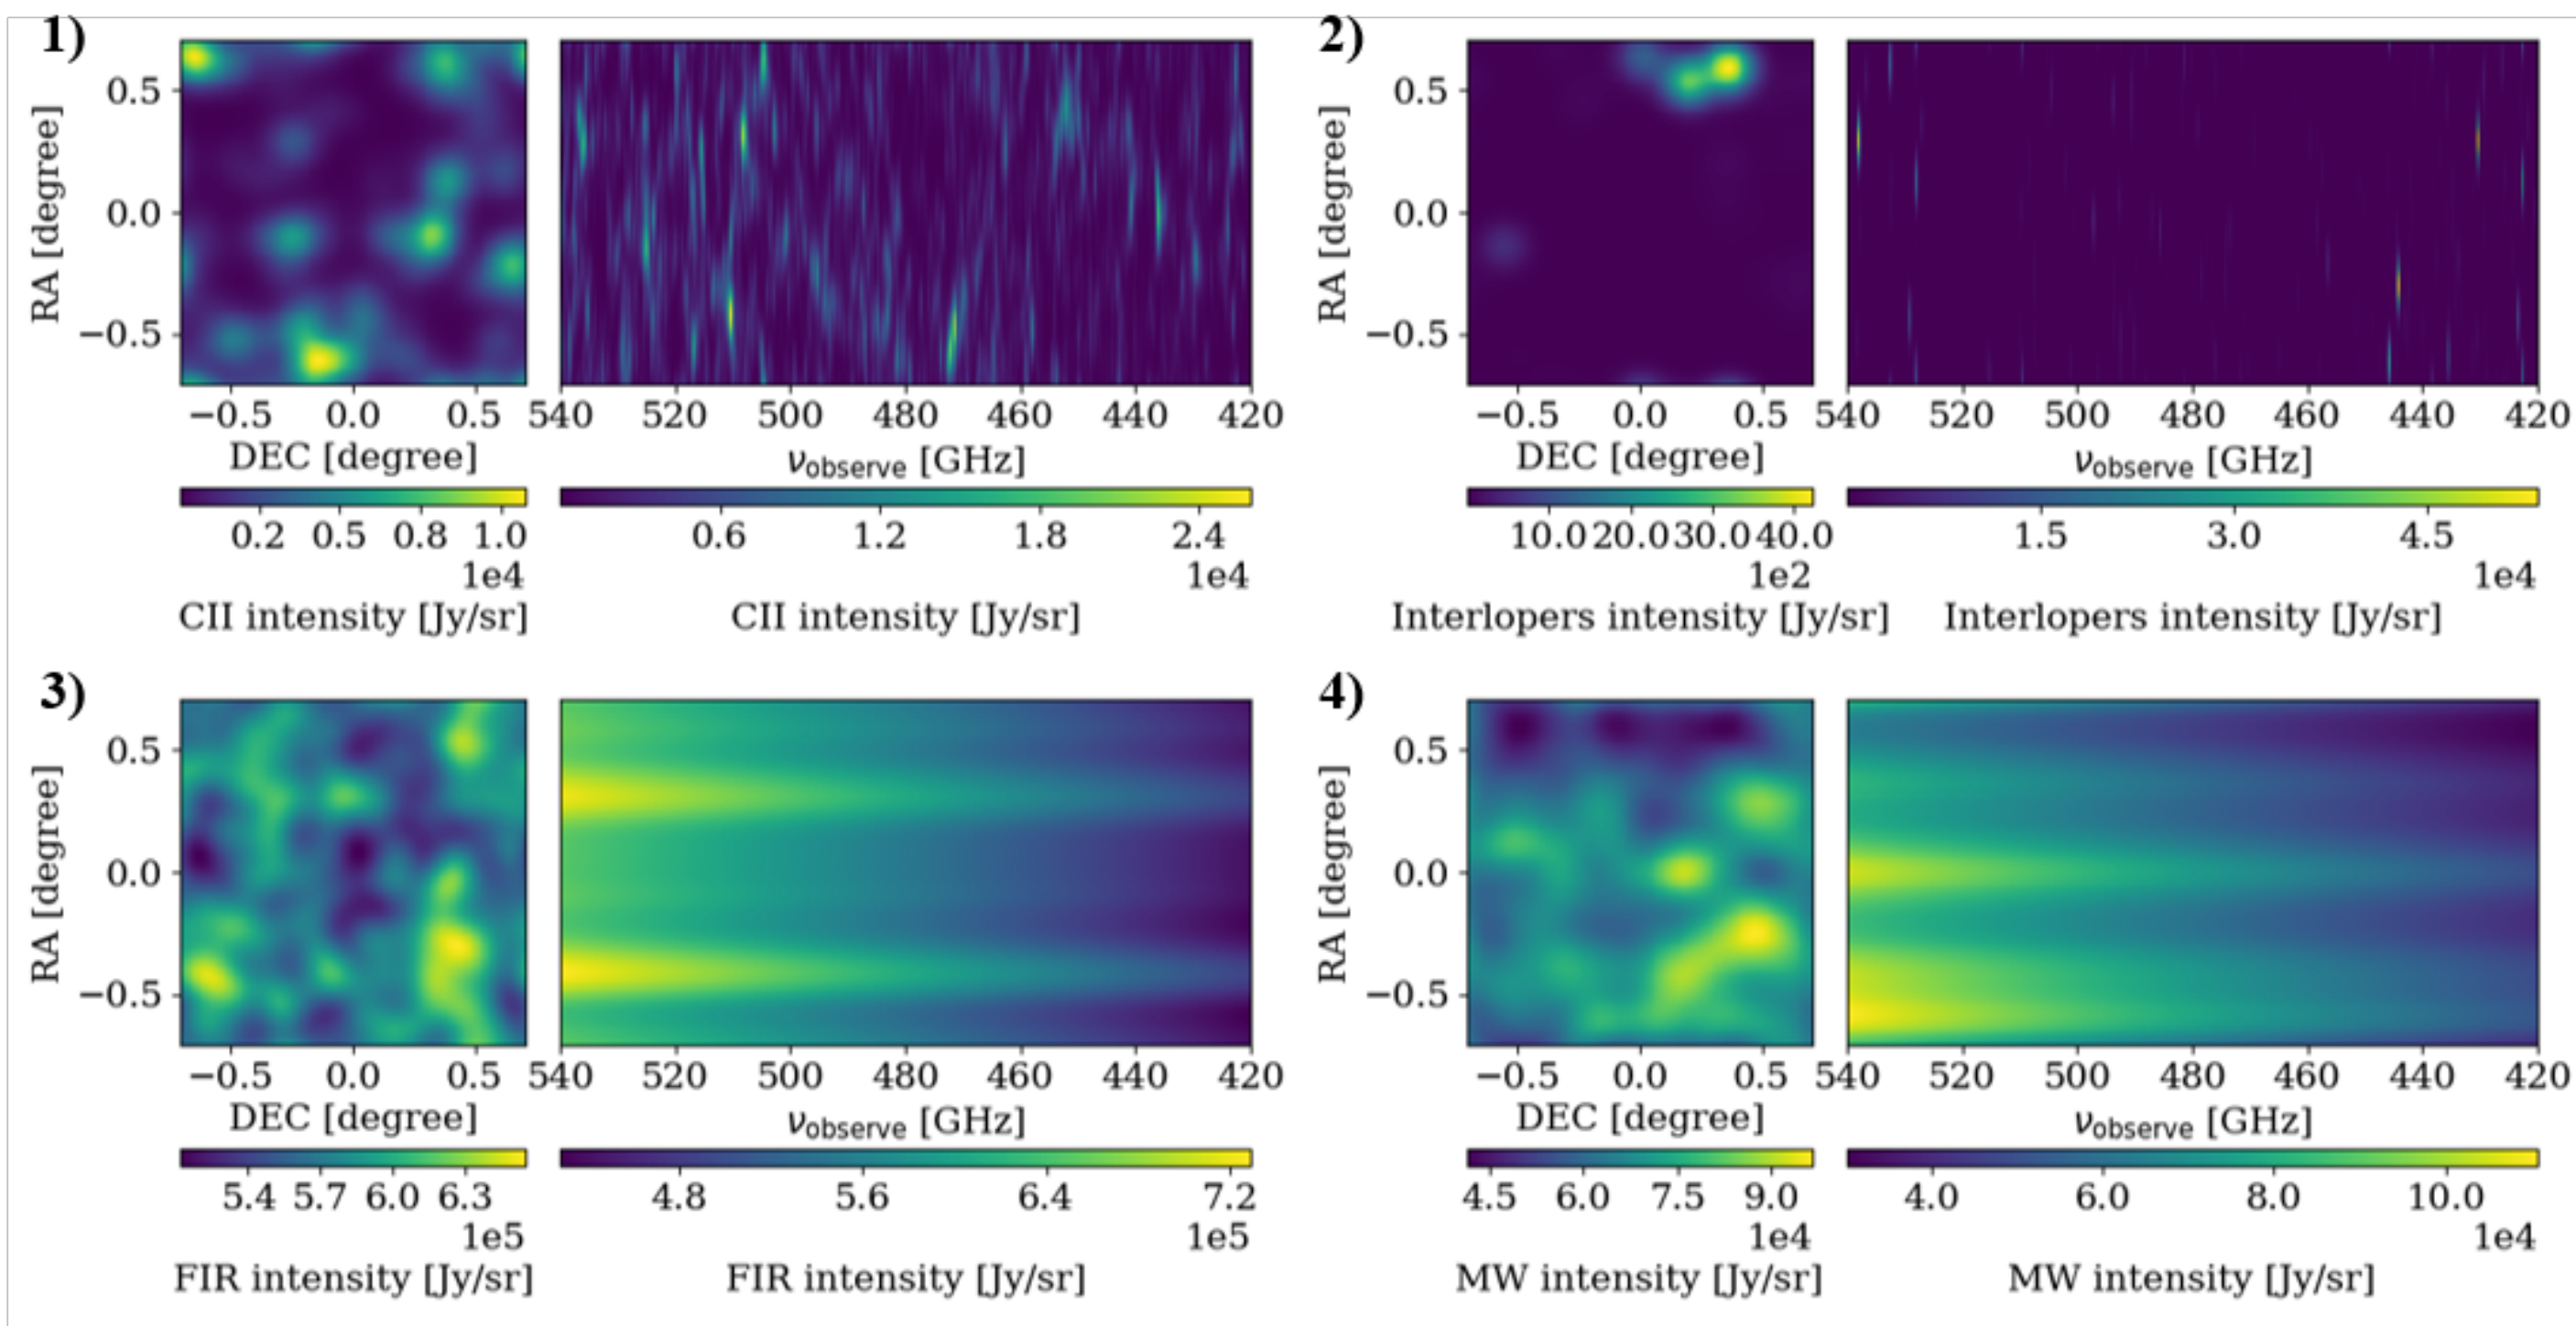 1)
2)
RA [degree]
0.5
0.0
−0.5
−0.5 0.0 0.5
DEC [degree]
0.2 0.5 0.8 1.0
1e4
CII intensity [Jy/sr]
540 520 500 480 460 440 420
νobserve [GHz]
0.6 1.2 1.8 2.4
1e4
CII intensity [Jy/sr]
RA [degree]
0.5
0.0
−0.5
−0.5 0.0 0.5
DEC [degree]
10.0 20.0 30.0 40.0
1e2
Interlopers intensity [Jy/sr]
540 520 500 480 460 440 420
νobserve [GHz]
1.5 3.0 4.5
1e4
Interlopers intensity [Jy/sr]
3)
4)
RA [degree]
0.5
0.0
−0.5
−0.5 0.0 0.5
DEC [degree]
5.4 5.7 6.0 6.3
1e5
FIR intensity [Jy/sr]
540 520 500 480 460 440 420
νobserve [GHz]
4.8 5.6 6.4 7.2
1e5
FIR intensity [Jy/sr]
RA [degree]
0.5
0.0
−0.5
−0.5 0.0 0.5
DEC [degree]
4.5 6.0 7.5 9.0
1e4
MW intensity [Jy/sr]
540 520 500 480 460 440 420
νobserve [GHz]
4.0 6.0 8.0 10.0
1e4
MW intensity [Jy/sr]